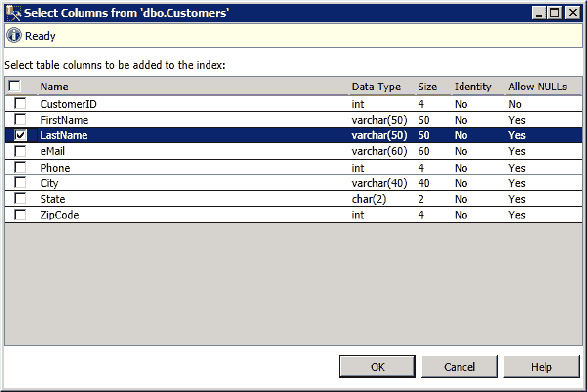 Select Columns from 'dbo.Customers'
Ready
Select table columns to be added to the index:
Name Data Type Size Identity Allow NULLs
CustomerID int 4 No No
FirstName varchar(50) 50 No Yes
LastName varchar(50) 50 No Yes
eMail varchar(60) 60 No Yes
Phone int 4 No Yes
City varchar(40) 40 No Yes
State char(2) 2 No Yes
ZipCode int 4 No Yes
OK Cancel Help